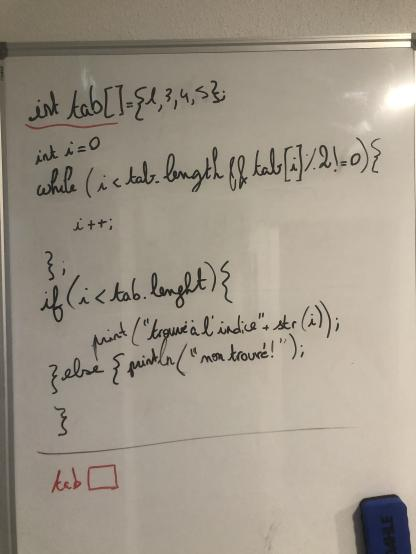 int tab[]={1,3,4,5};
int i=0
while (i<tab.length && tab[i]%2!=0){
i++;
};
if(i<tab.lenght){
print("trouvé à l'indice"+str(i));
}else {println("non trouvé!");
}
tab